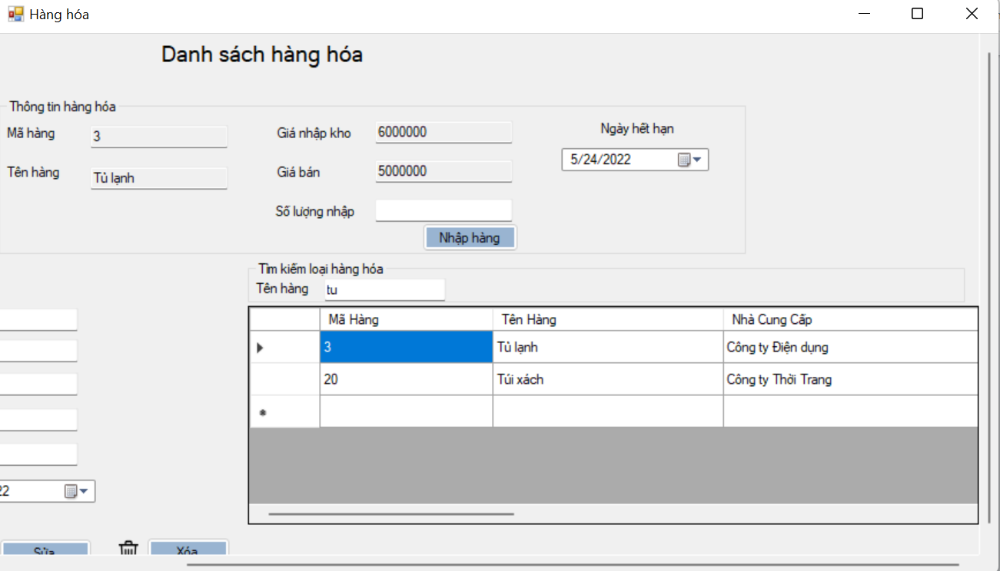 Hàng hóa
Danh sách hàng hóa
Thông tin hàng hóa
Mã hàng 3 Giá nhập kho 6000000 Ngày hết hạn
Tên hàng Tủ lạnh Giá bán 5000000 5/24/2022
Số lượng nhập
Nhập hàng
Tìm kiếm loại hàng hóa
Tên hàng tu
Mã Hàng Tên Hàng Nhà Cung Cấp
3 Tủ lạnh Công ty Điện dụng
20 Túi xách Công ty Thời Trang
22
Sửa Xóa